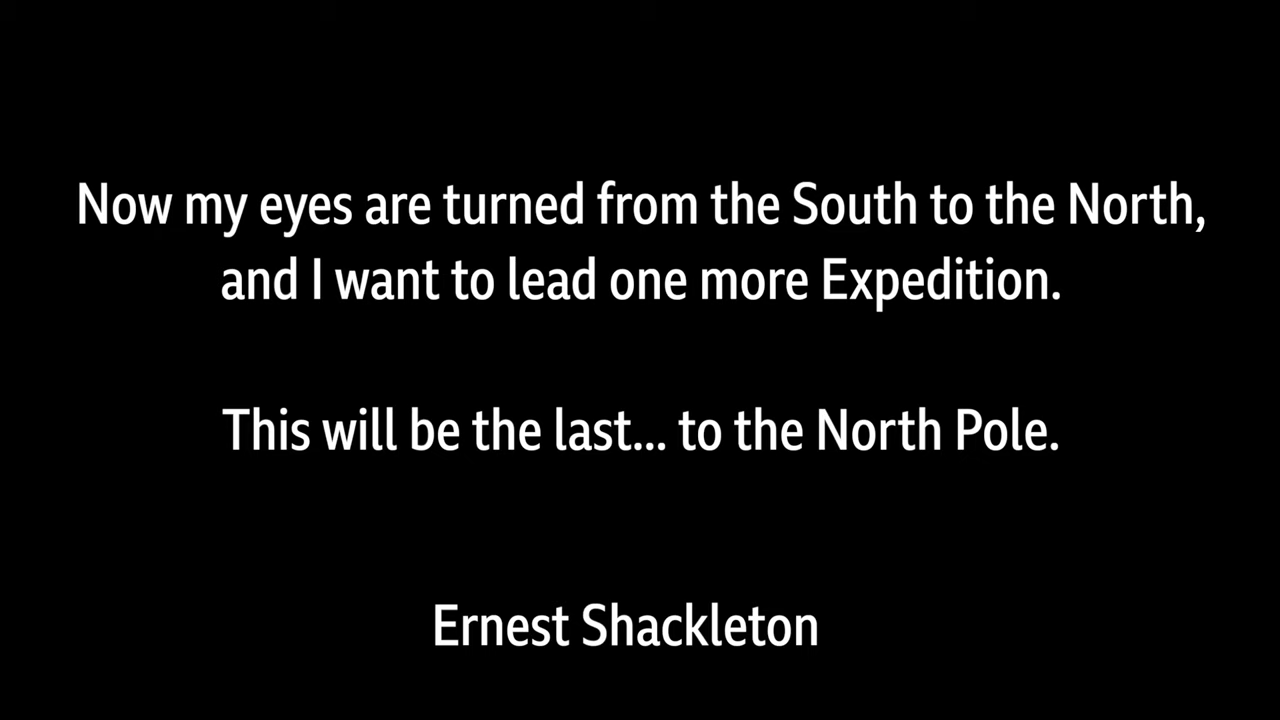 Now my eyes are turned from the South to the North,
and I want to lead one more Expedition.
This will be the last... to the North Pole.
Ernest Shackleton